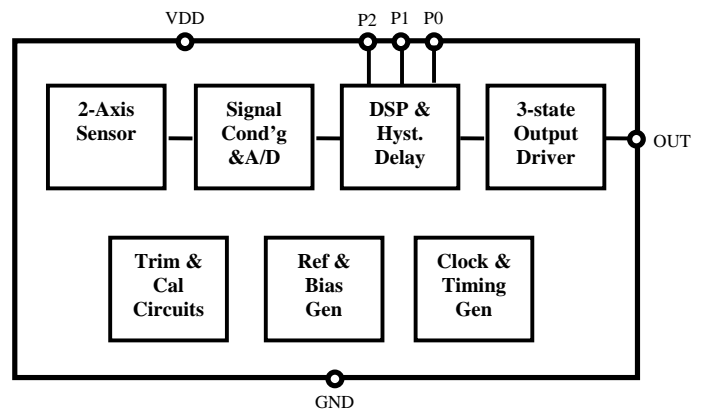 VDD
P2 P1 P0
2-Axis
Sensor
Signal
Cond'g
&A/D
DSP &
Hyst.
Delay
3-state
Output
Driver
OUT
Trim &
Cal
Circuits
Ref &
Bias
Gen
Clock &
Timing
Gen
GND